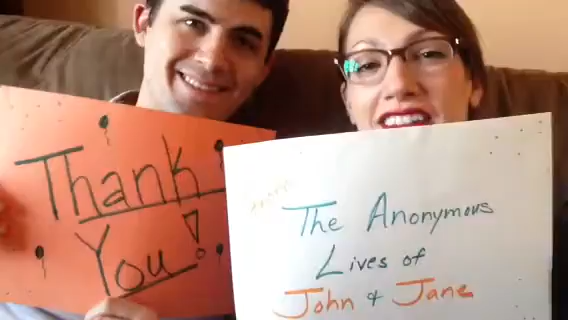 Thank
You!
The Anonymous
Lives of
John & Jane